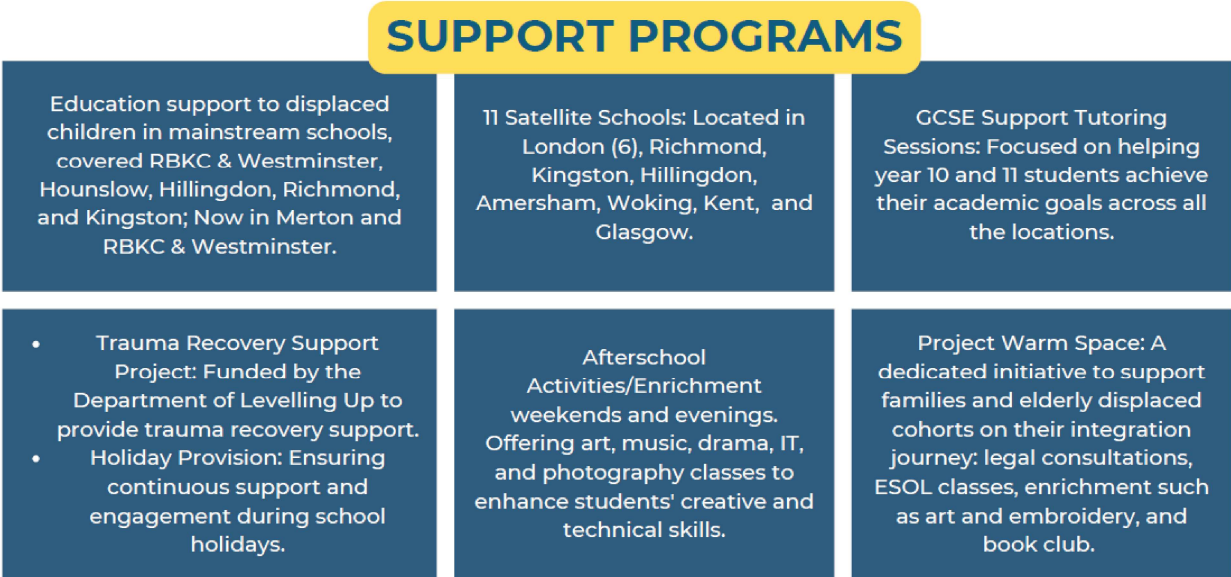 SUPPORT PROGRAMS
Education support to displaced
children in mainstream schools,
covered RBKC & Westminster,
Hounslow, Hillingdon, Richmond,
and Kingston; Now in Merton and
RBKC & Westminster.
11 Satellite Schools: Located in
London (6), Richmond,
Kingston, Hillingdon,
Amersham, Woking, Kent, and
Glasgow.
GCSE Support Tutoring
Sessions: Focused on helping
year 10 and 11 students achieve
their academic goals across all
the locations.
• Trauma Recovery Support
Project: Funded by the
Department of Levelling Up to
provide trauma recovery support.
• Holiday Provision: Ensuring
continuous support and
engagement during school
holidays.
Afterschool
Activities/Enrichment
weekends and evenings.
Offering art, music, drama, IT,
and photography classes to
enhance students' creative and
technical skills.
Project Warm Space: A
dedicated initiative to support
families and elderly displaced
cohorts on their integration
journey: legal consultations,
ESOL classes, enrichment such
as art and embroidery, and
book club.